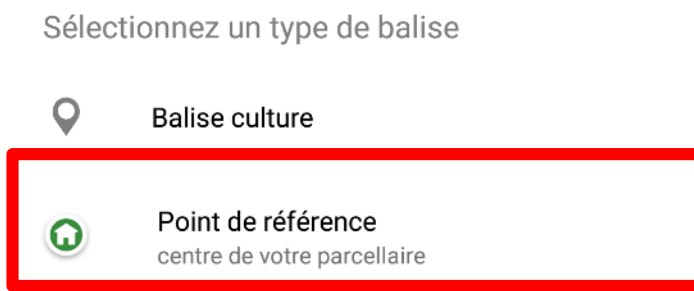 Sélectionnez un type de balise
Balise culture
Point de référence
centre de votre parcellaire